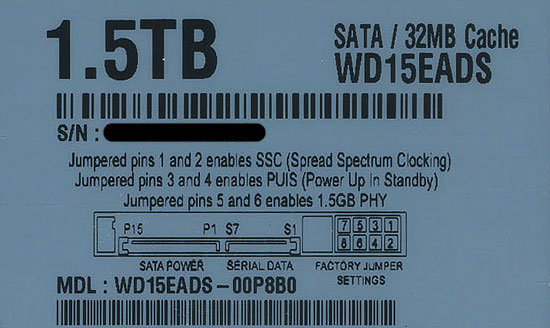 1.5TB
SATA / 32MB Cache
WD15EADS
S/N :
Jumpered pins 1 and 2 enables SSC (Spread Spectrum Clocking)
Jumpered pins 3 and 4 enables PUIS (Power Up In Standby)
Jumpered pins 5 and 6 enables 1.5GB PHY
P15 P1 S7 S1
7 5 3 1
8 6 4 2
SATA POWER SERIAL DATA FACTORY JUMPER
SETTINGS
MDL : WD15EADS-00P8B0